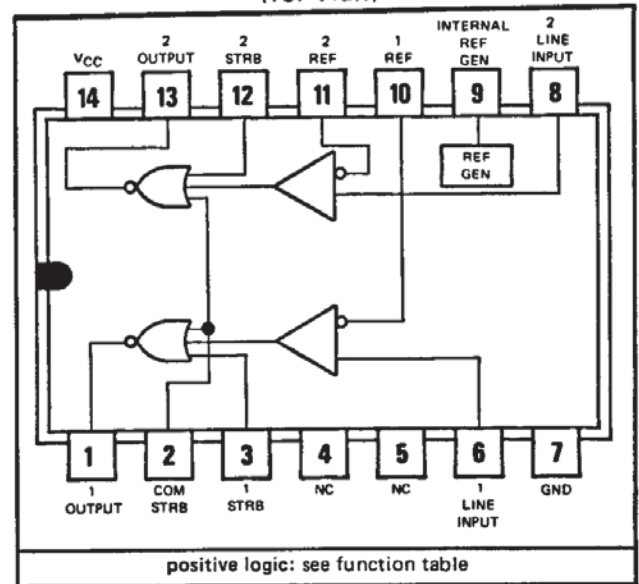 VCC
2
OUTPUT
2
STRB
2
REF
1
REF
INTERNAL
REF
GEN
2
LINE
INPUT
14
13
12
11
10
9
8
REF
GEN
1
2
3
4
5
6
7
1
OUTPUT
COM
STRB
1
STRB
NC
NC
1
LINE
INPUT
GND
positive logic: see function table